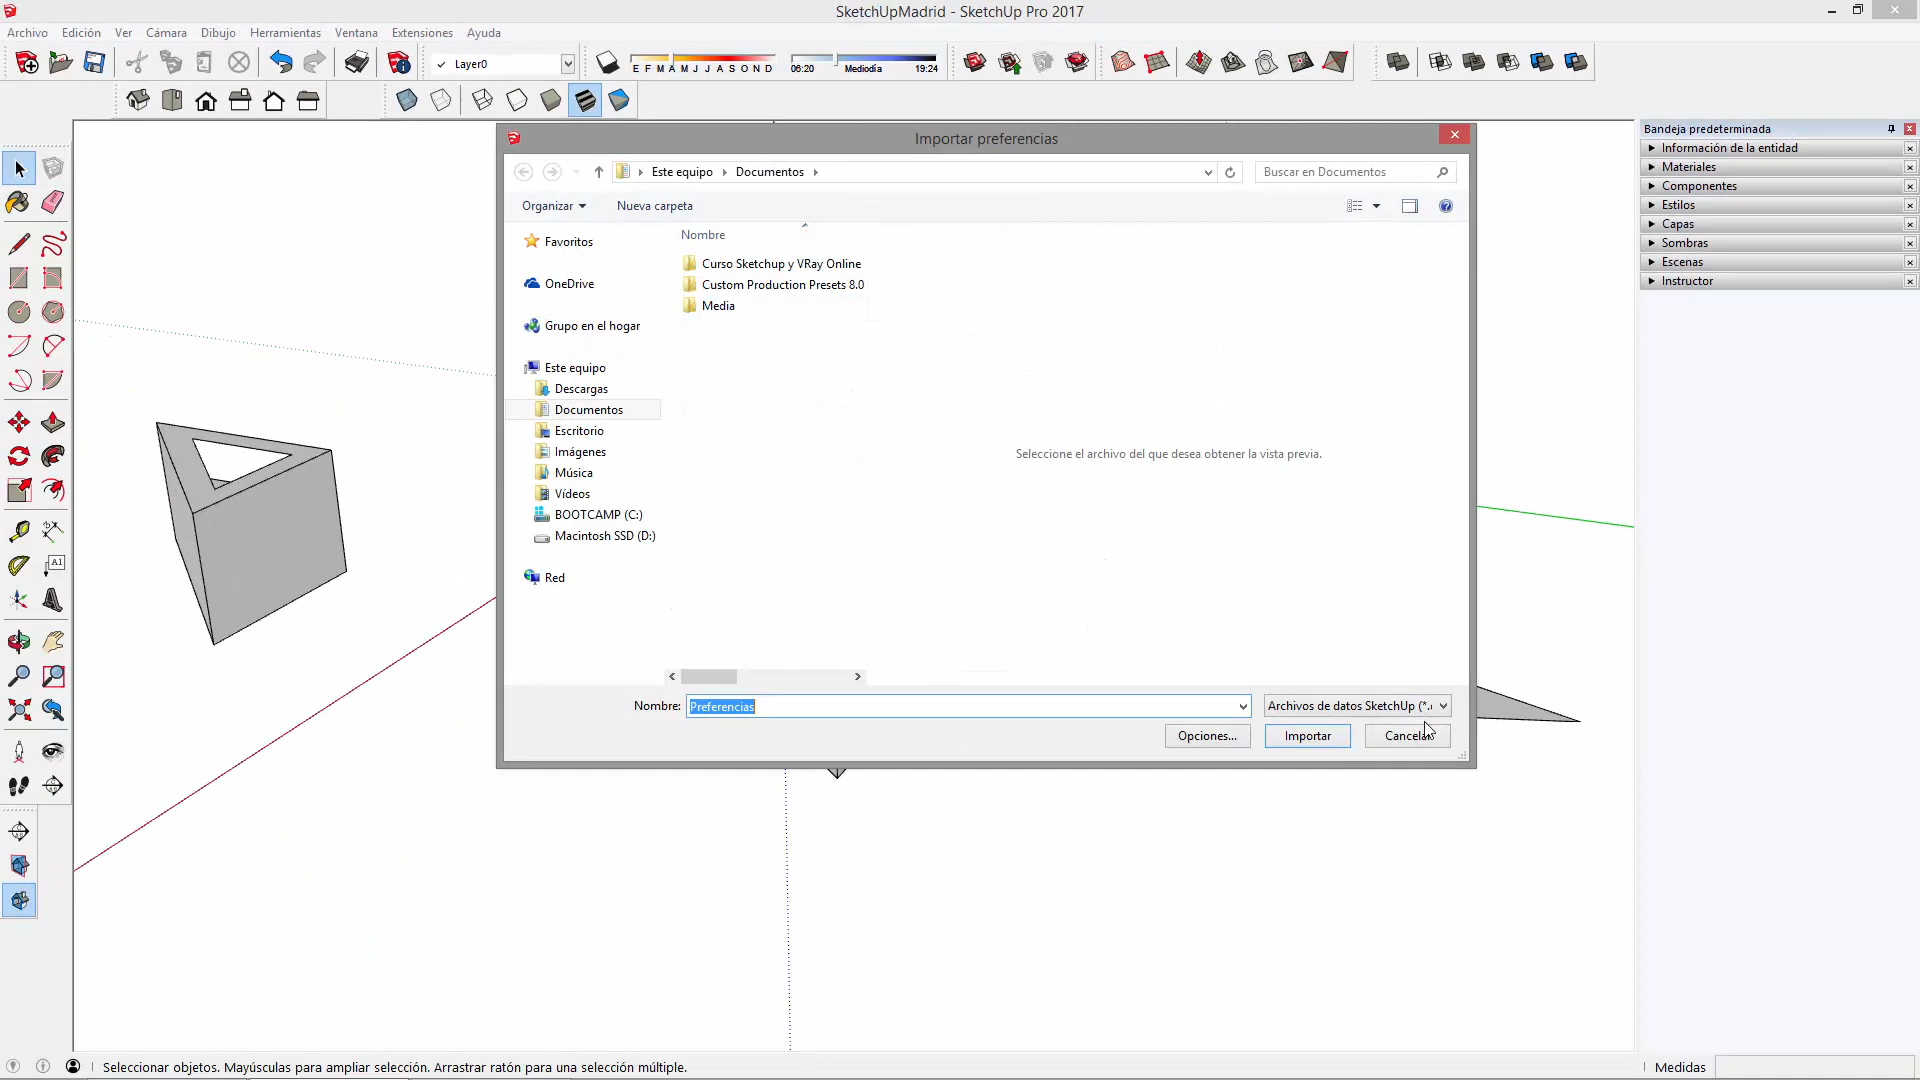 SketchUpMadrid - SketchUp Pro 2017
Archivo Edición Ver Cámara Dibujo Herramientas Ventana Extensiones Ayuda
Layer0
E F M A M J J A S O N D
06:20 Mediodía 19:24
Importar preferencias
Este equipo Documentos
Buscar en Documentos
Organizar Nueva carpeta
Nombre
Favoritos
OneDrive
Grupo en el hogar
Este equipo
Descargas
Documentos
Escritorio
Imágenes
Música
Vídeos
BOOTCAMP (C:)
Macintosh SSD (D:)
Red
Curso Sketchup y VRay Online
Custom Production Presets 8.0
Media
Seleccione el archivo del que desea obtener la vista previa.
Nombre: Preferencias
Archivos de datos SketchUp (*.
Opciones... Importar Cancelar
Bandeja predeterminada
Información de la entidad
Materiales
Componentes
Estilos
Capas
Sombras
Escenas
Instructor
A1
Seleccionar objetos. Mayúsculas para ampliar selección. Arrastrar ratón para una selección múltiple.
Medidas